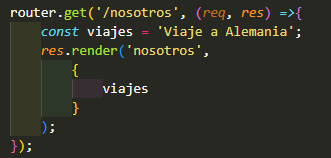 router.get('/nosotros', (req, res) =>{
    const viajes = 'Viaje a Alemania';
    res.render('nosotros',
        {
            viajes
        }
    );
});